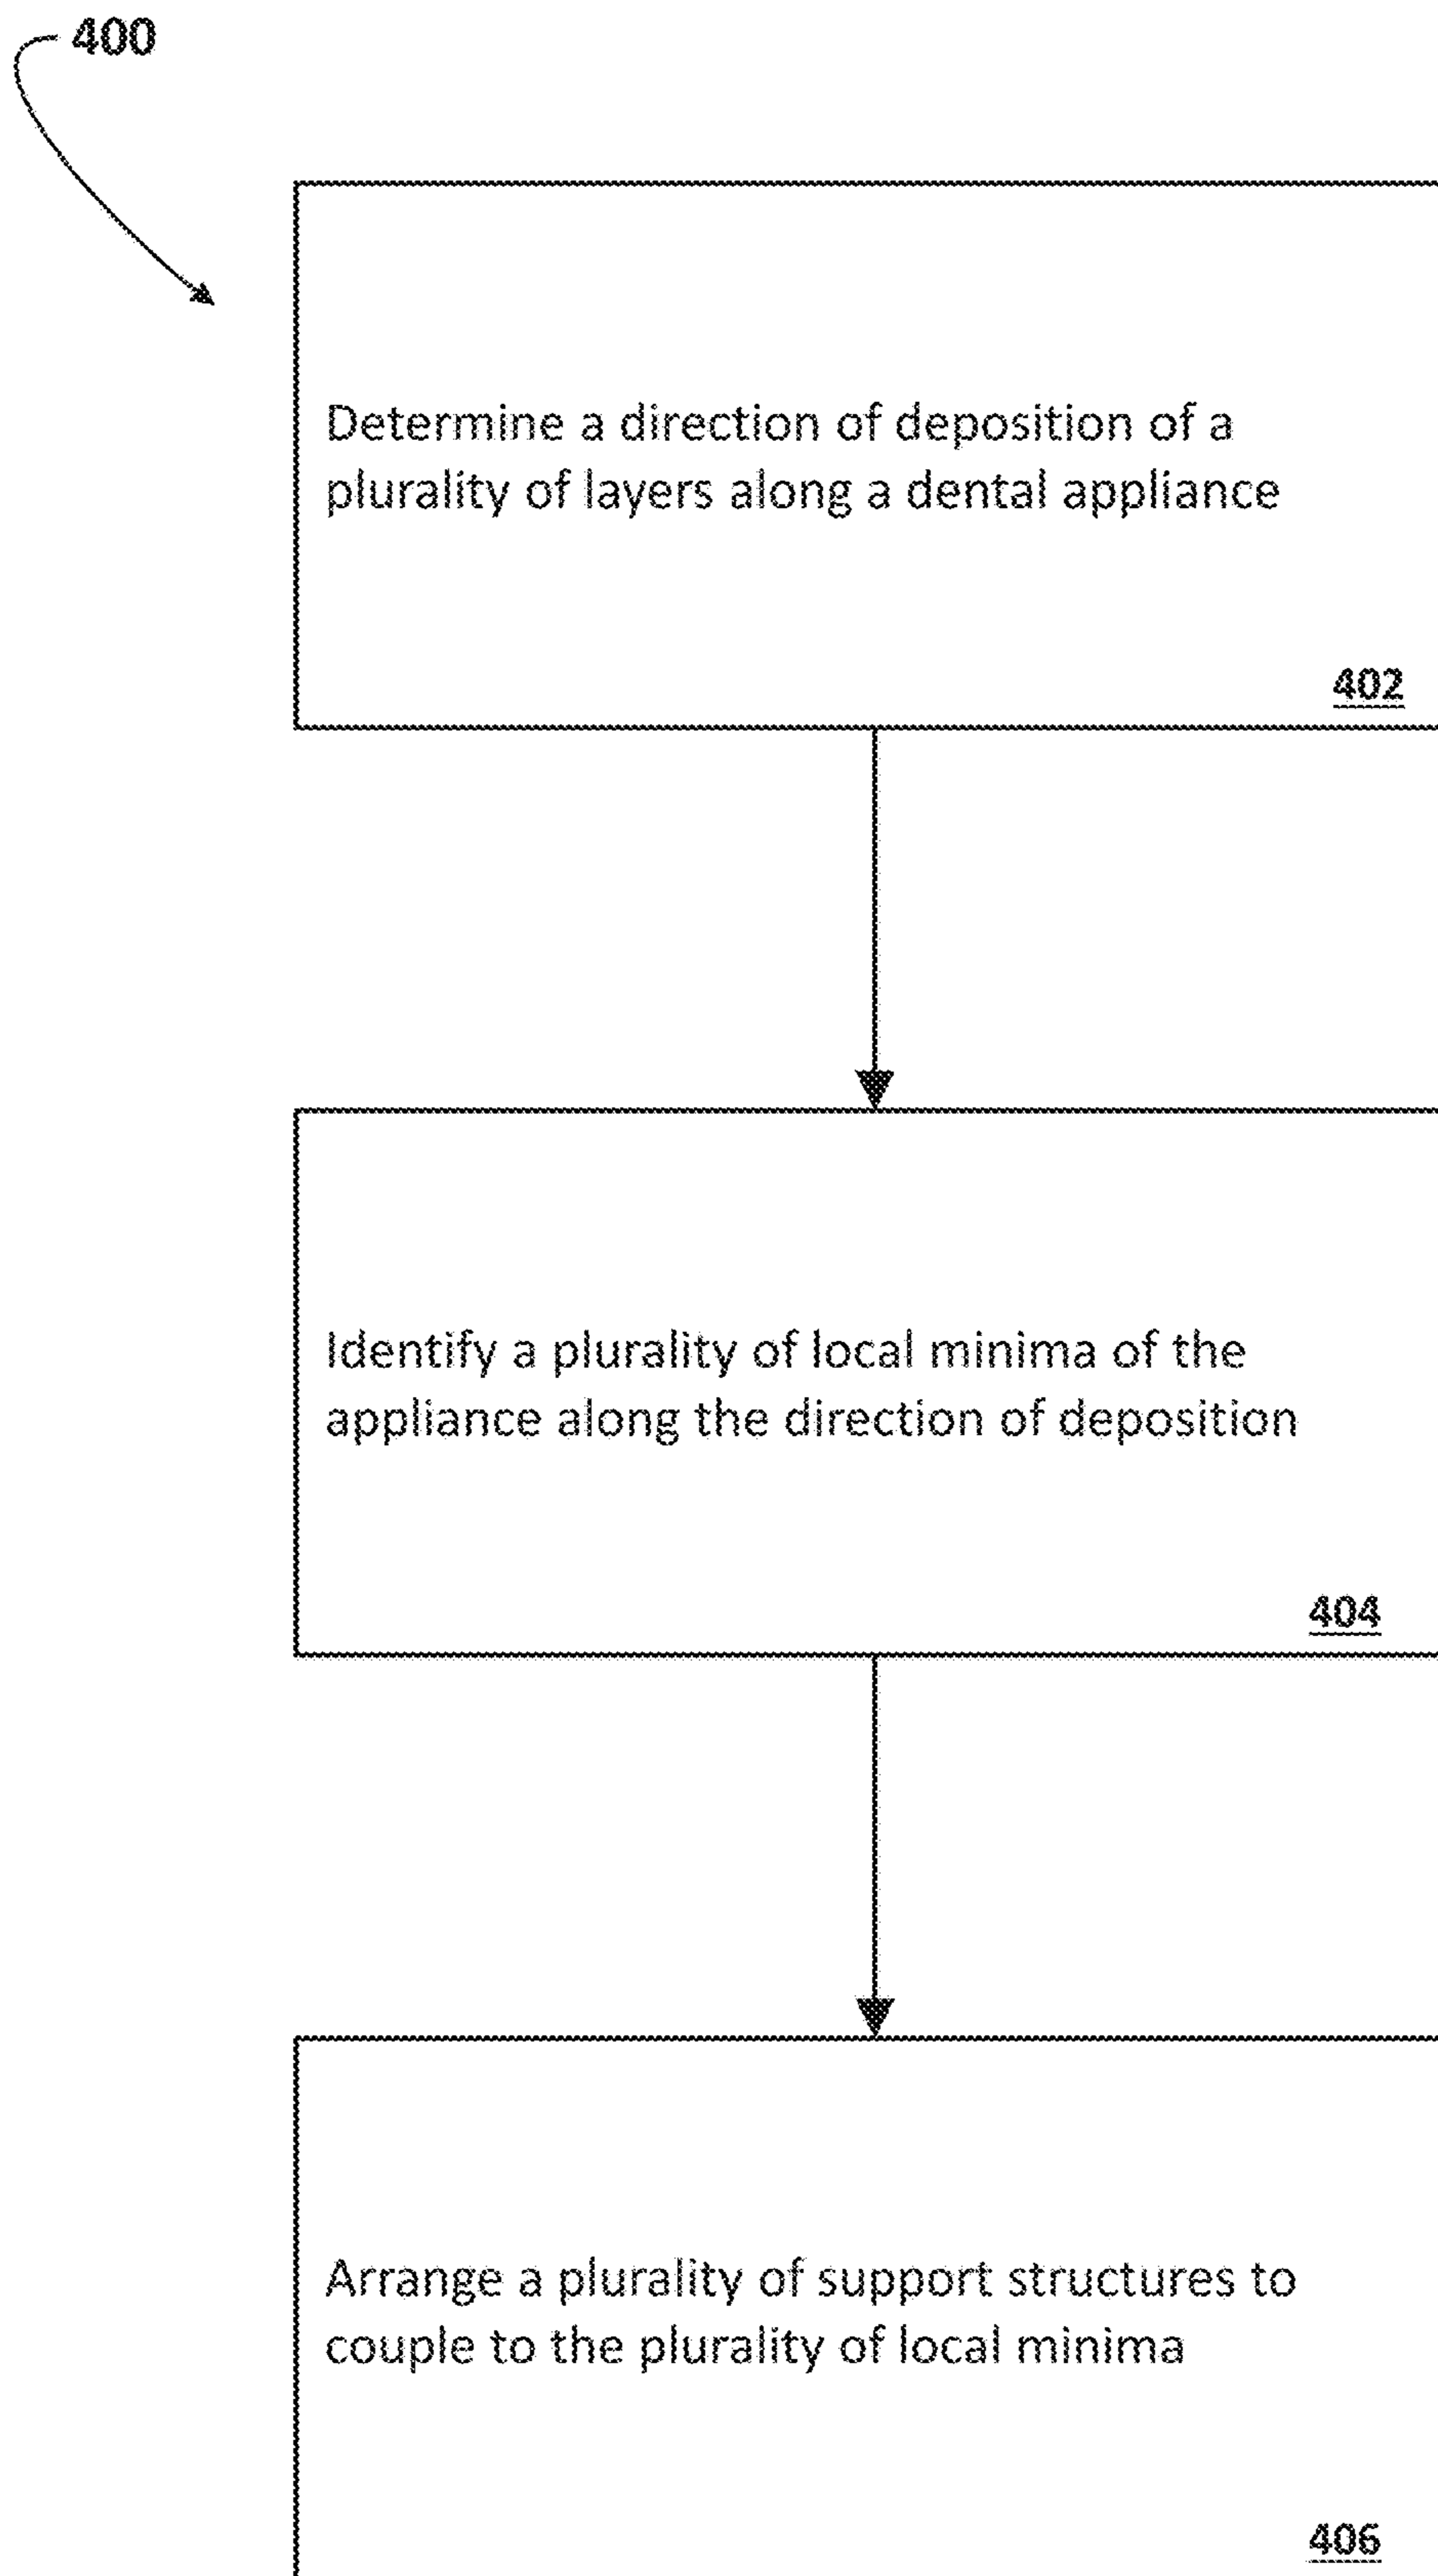 400
Determine a direction of deposition of a
plurality of layers along a dental appliance
402
Identify a plurality of local minima of the
appliance along the direction of deposition
404
Arrange a plurality of support structures to
couple to the plurality of local minima
406